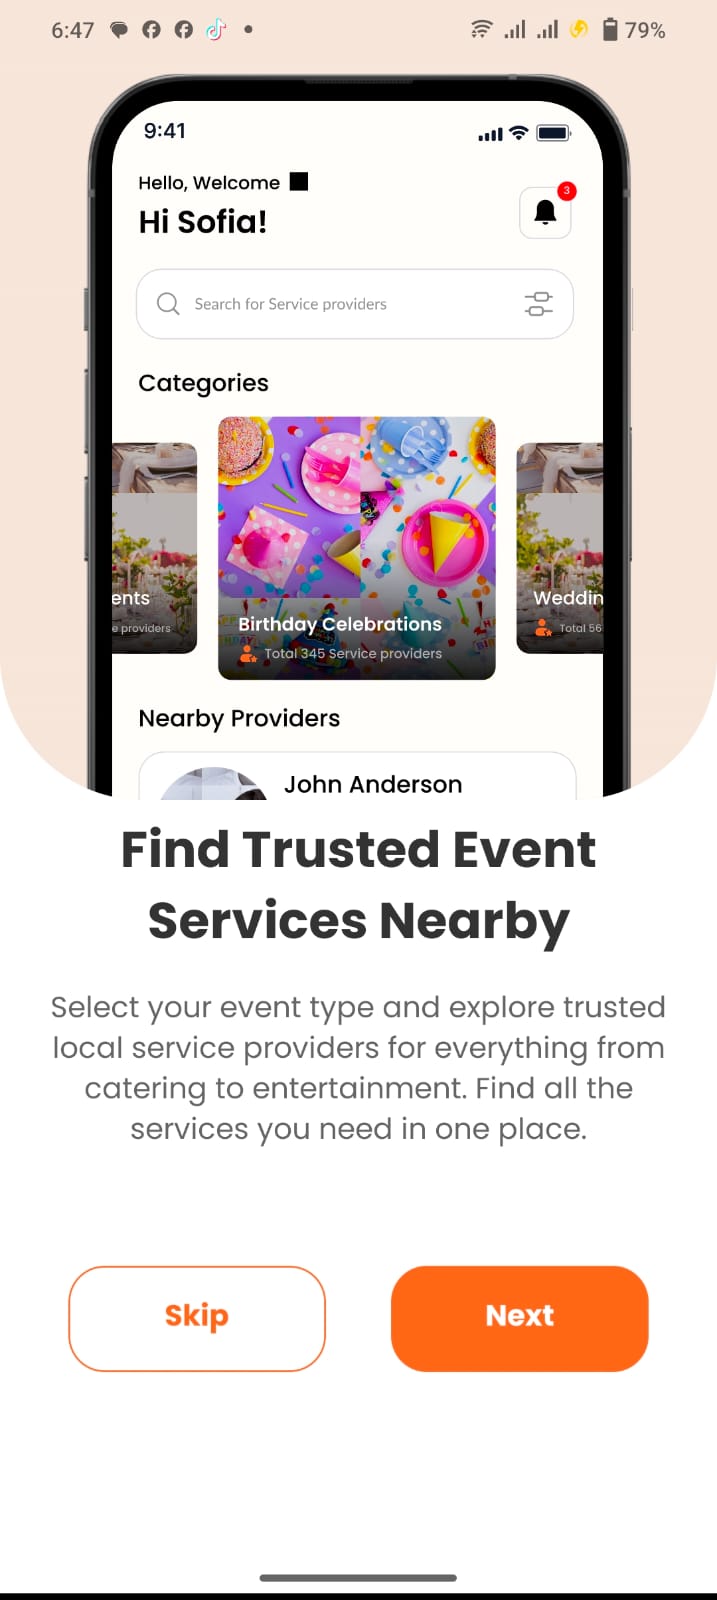 6:47
79%
9:41
Hello, Welcome
3
Hi Sofia!
Search for Service providers
Categories
ents
e providers
Birthday Celebrations
Total 345 Service providers
Weddin
Total 56
Nearby Providers
John Anderson
Find Trusted Event
Services Nearby
Select your event type and explore trusted
local service providers for everything from
catering to entertainment. Find all the
services you need in one place.
Skip
Next